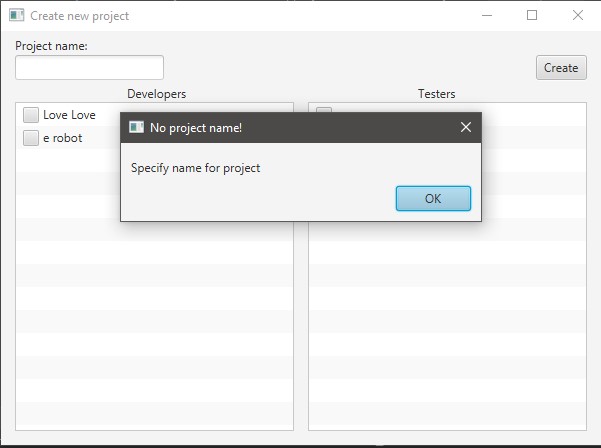 Create new project
Project name:
Create
Developers
Testers
Love Love
e robot
No project name!
Specify name for project
OK